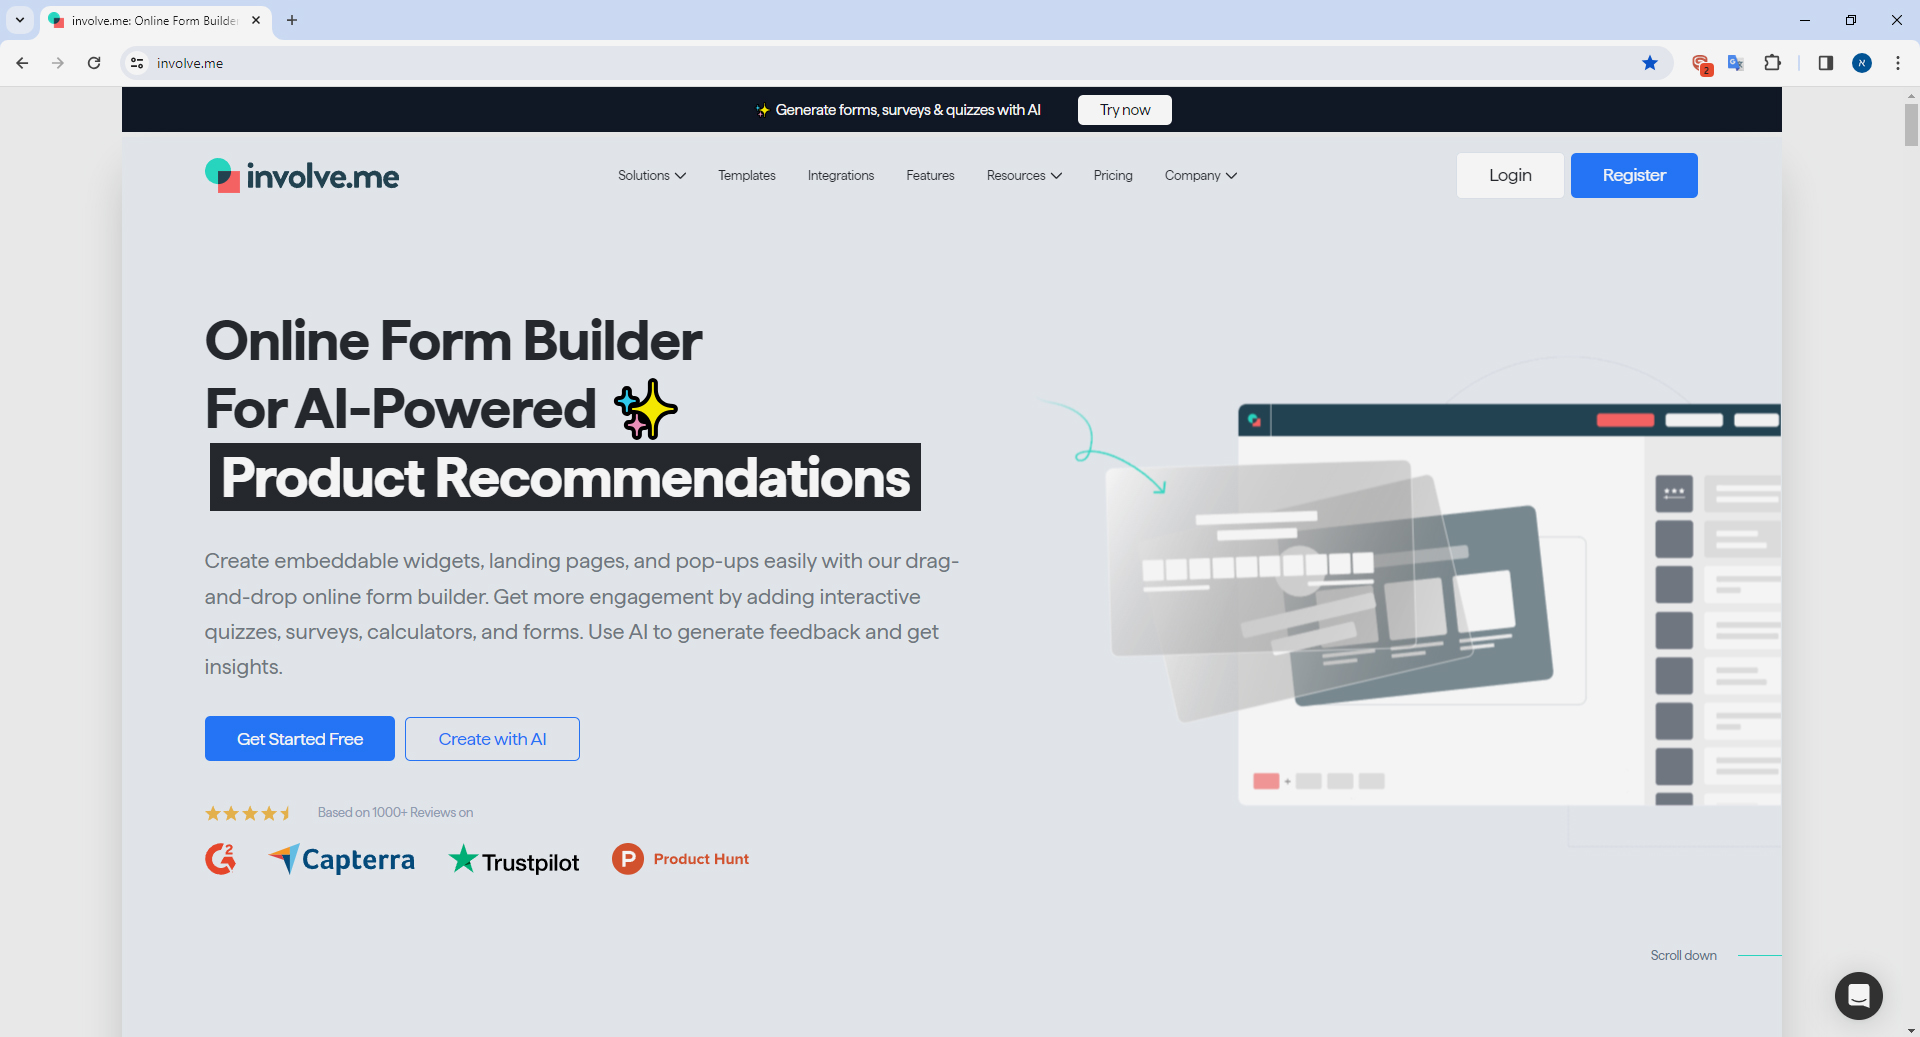 involve.me: Online Form Builde
involve.me
2
✨ Generate forms, surveys & quizzes with AI
Try now
involve.me
Solutions
Templates
Integrations
Features
Resources
Pricing
Company
Login
Register
Online Form Builder
For AI-Powered ✨
Product Recommendations
Create embeddable widgets, landing pages, and pop-ups easily with our drag-
and-drop online form builder. Get more engagement by adding interactive
quizzes, surveys, calculators, and forms. Use AI to generate feedback and get
insights.
Get Started Free
Create with AI
Based on 1000+ Reviews on
G2
Capterra
Trustpilot
P Product Hunt
Scroll down